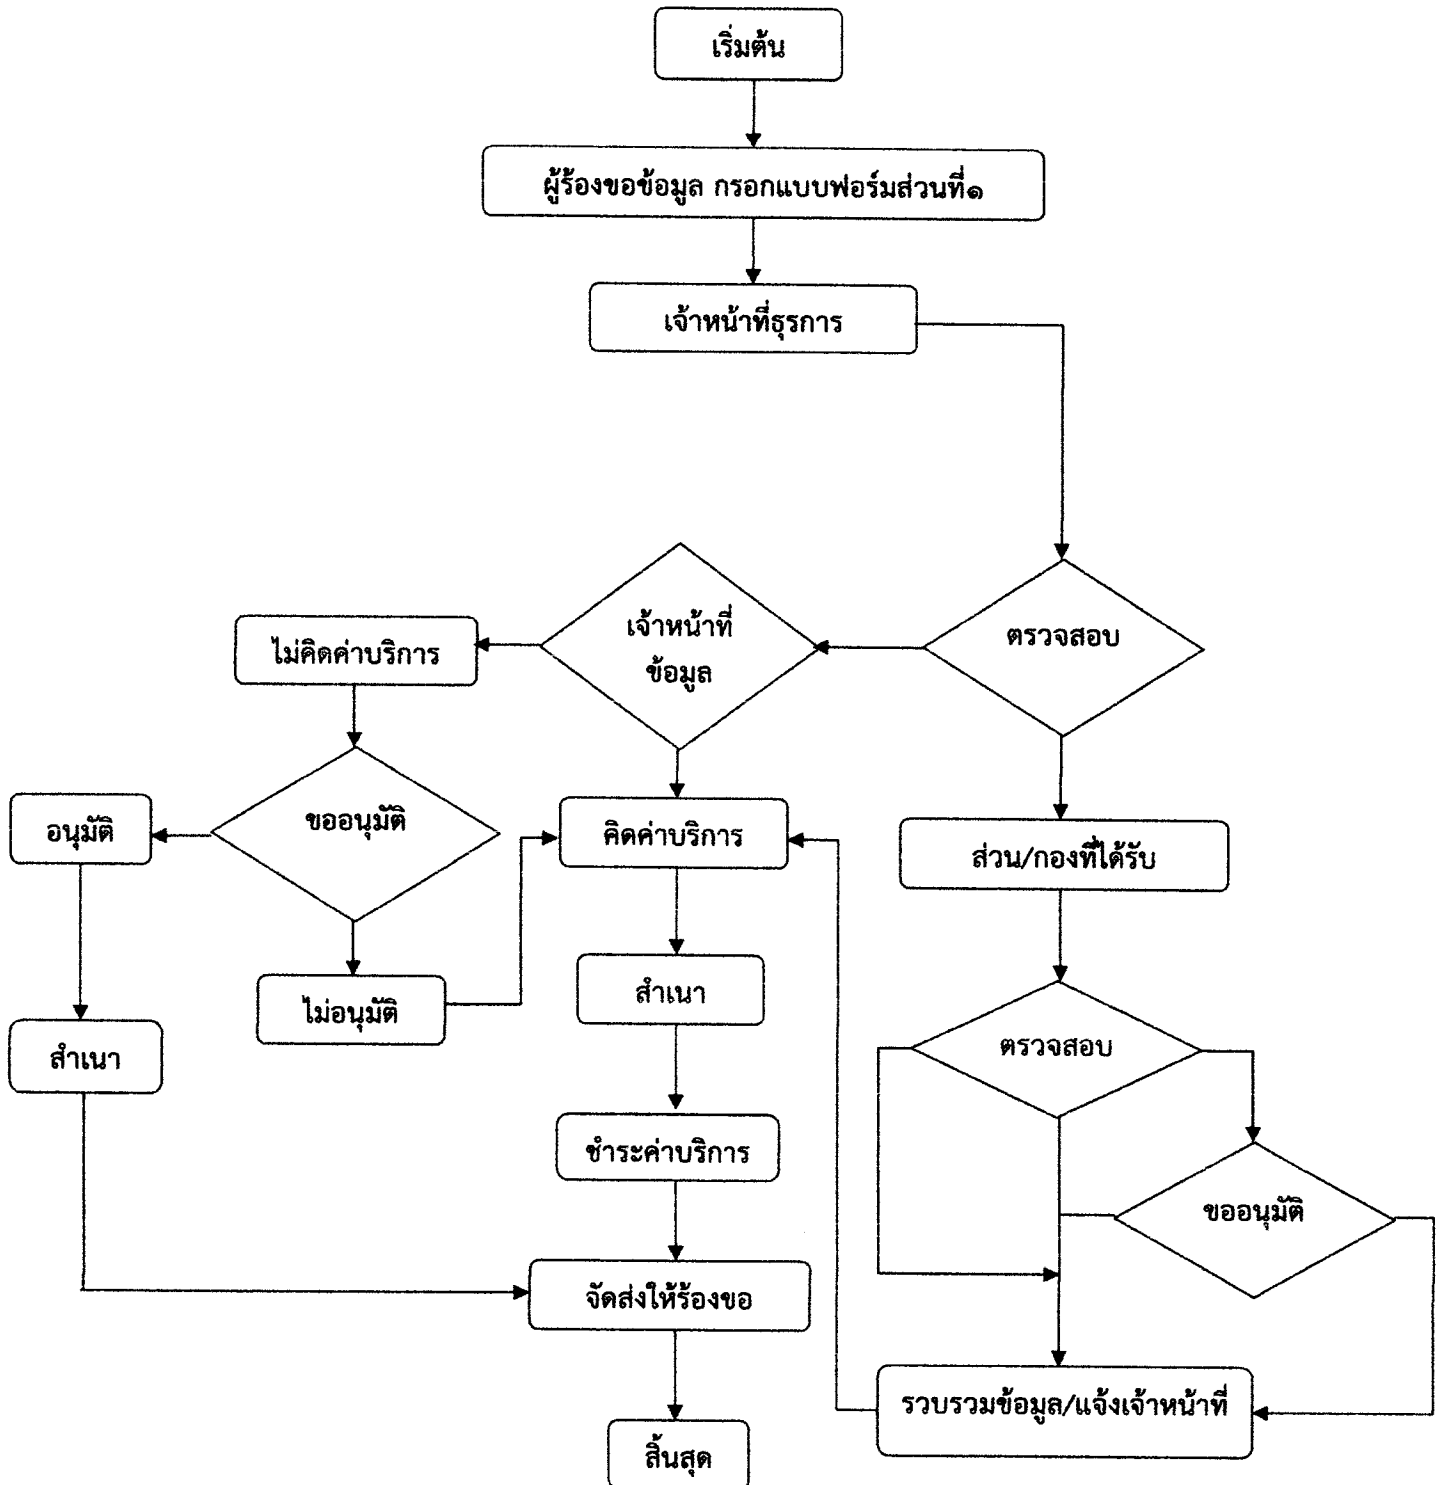 เริ่มต้น
ผู้ร้องขอข้อมูล กรอกแบบฟอร์มส่วนที่๑
เจ้าหน้าที่ธุรการ
ตรวจสอบ
เจ้าหน้าที่
ข้อมูล
ไม่คิดค่าบริการ
ขออนุมัติ
อนุมัติ
คิดค่าบริการ
ส่วน/กองที่ได้รับ
ไม่อนุมัติ
สำเนา
สำเนา
ตรวจสอบ
ชำระค่าบริการ
ขออนุมัติ
จัดส่งให้ร้องขอ
รวบรวมข้อมูล/แจ้งเจ้าหน้าที่
สิ้นสุด